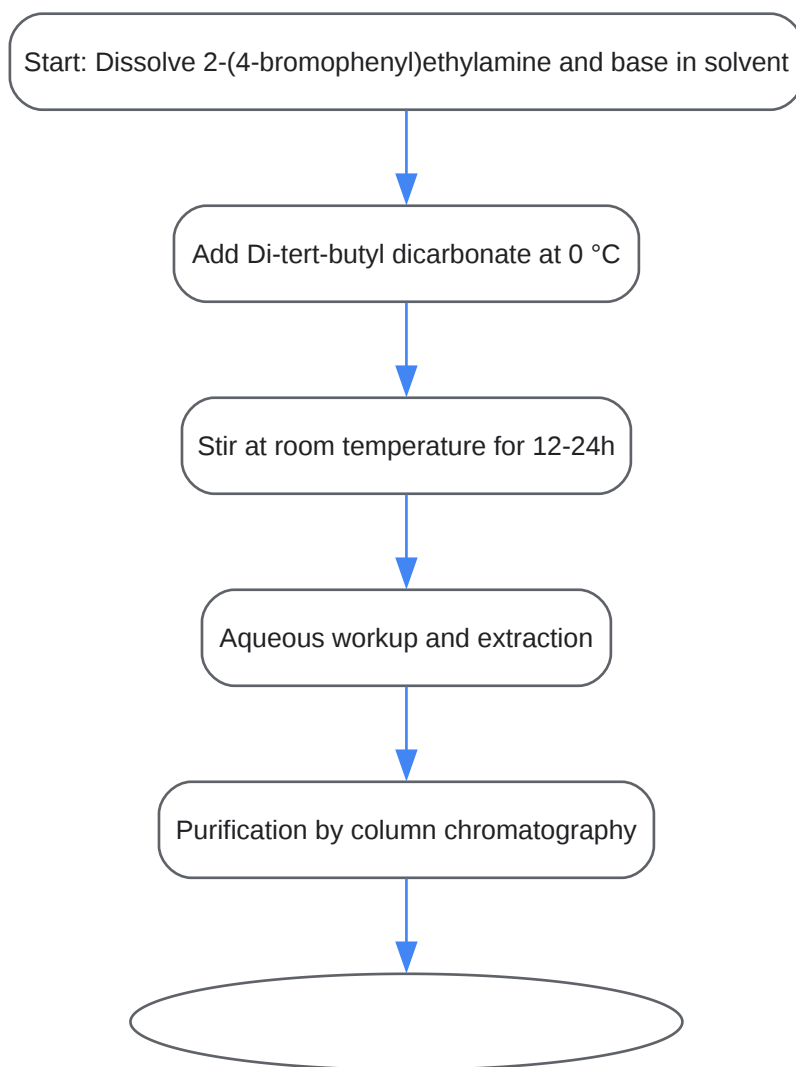 Start: Dissolve 2-(4-bromophenyl)ethylamine and base in solvent
Add Di-tert-butyl dicarbonate at 0 °C
Stir at room temperature for 12-24h
Aqueous workup and extraction
Purification by column chromatography